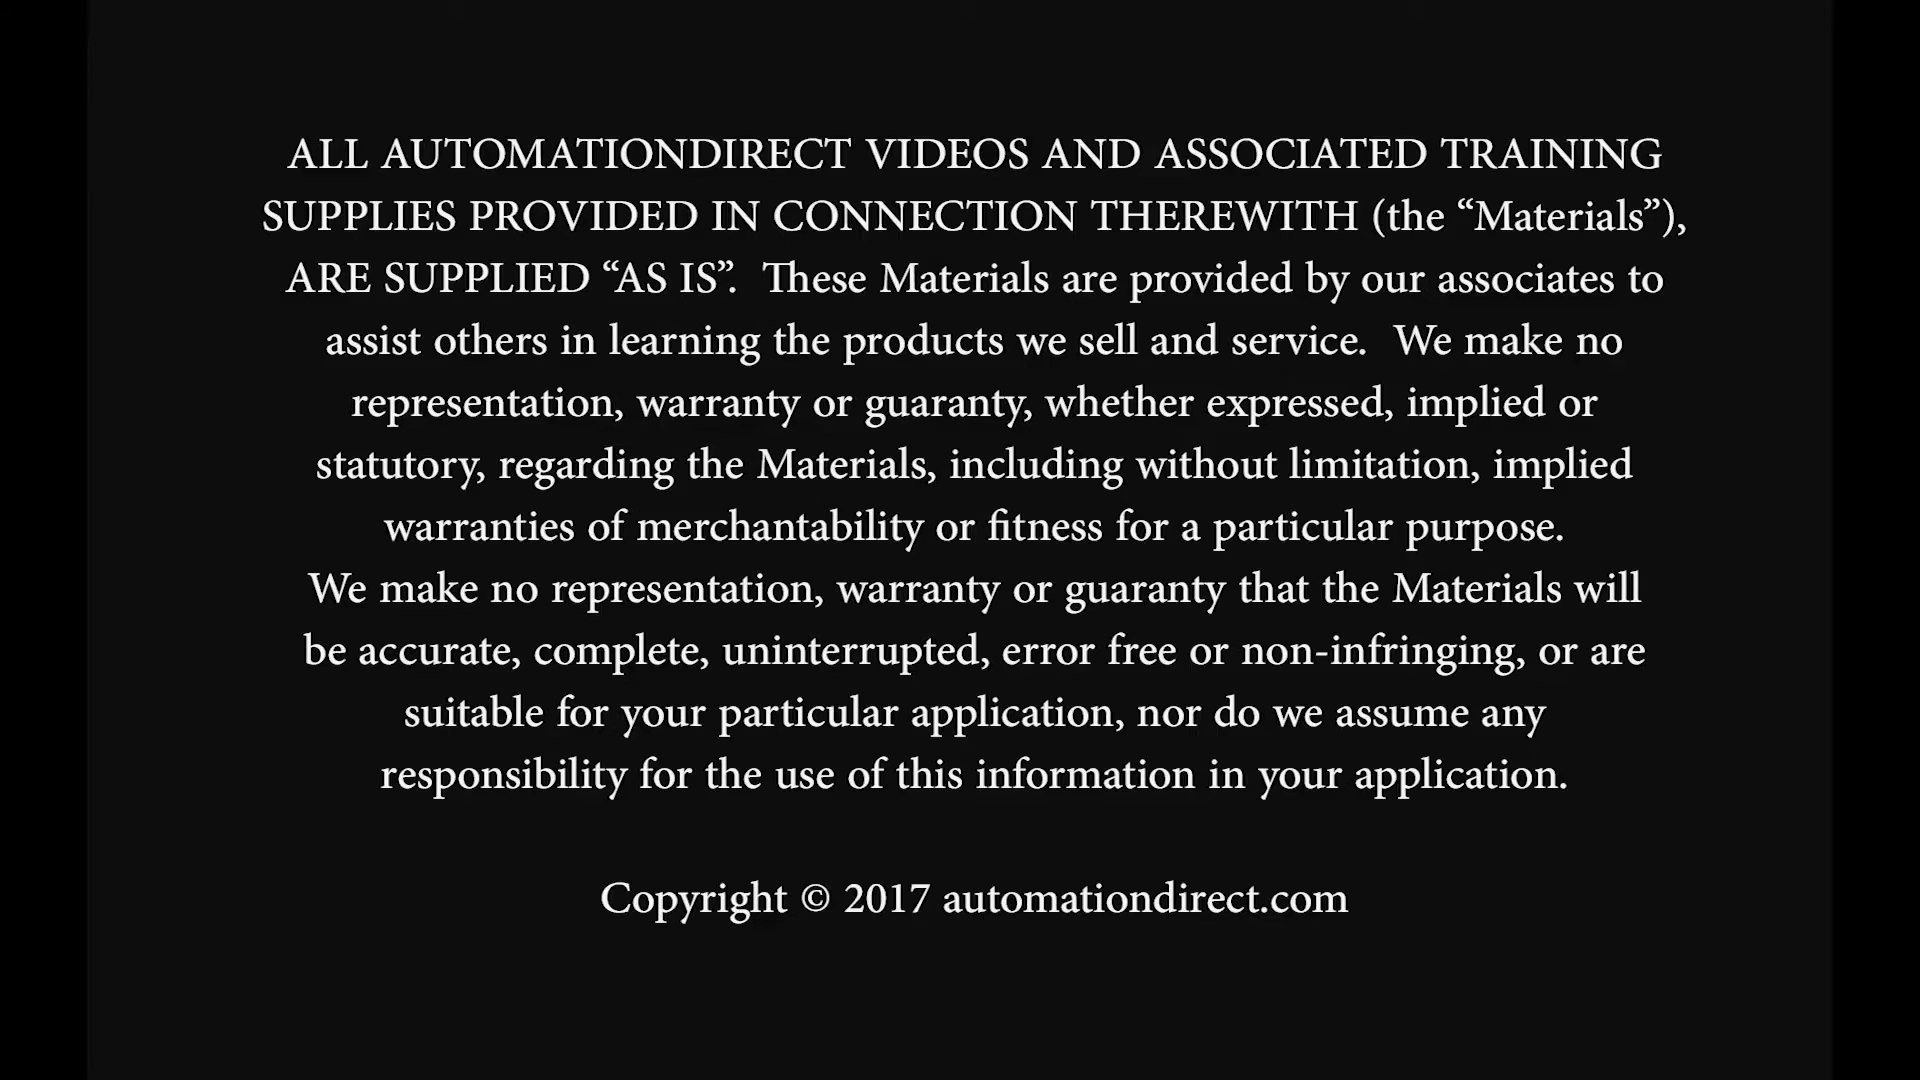 ALL AUTOMATIONDIRECT VIDEOS AND ASSOCIATED TRAINING
SUPPLIES PROVIDED IN CONNECTION THEREWITH (the “Materials”),
ARE SUPPLIED “AS IS”.  These Materials are provided by our associates to
assist others in learning the products we sell and service.  We make no
representation, warranty or guaranty, whether expressed, implied or
statutory, regarding the Materials, including without limitation, implied
warranties of merchantability or fitness for a particular purpose.
We make no representation, warranty or guaranty that the Materials will
be accurate, complete, uninterrupted, error free or non-infringing, or are
suitable for your particular application, nor do we assume any
responsibility for the use of this information in your application.
Copyright © 2017 automationdirect.com